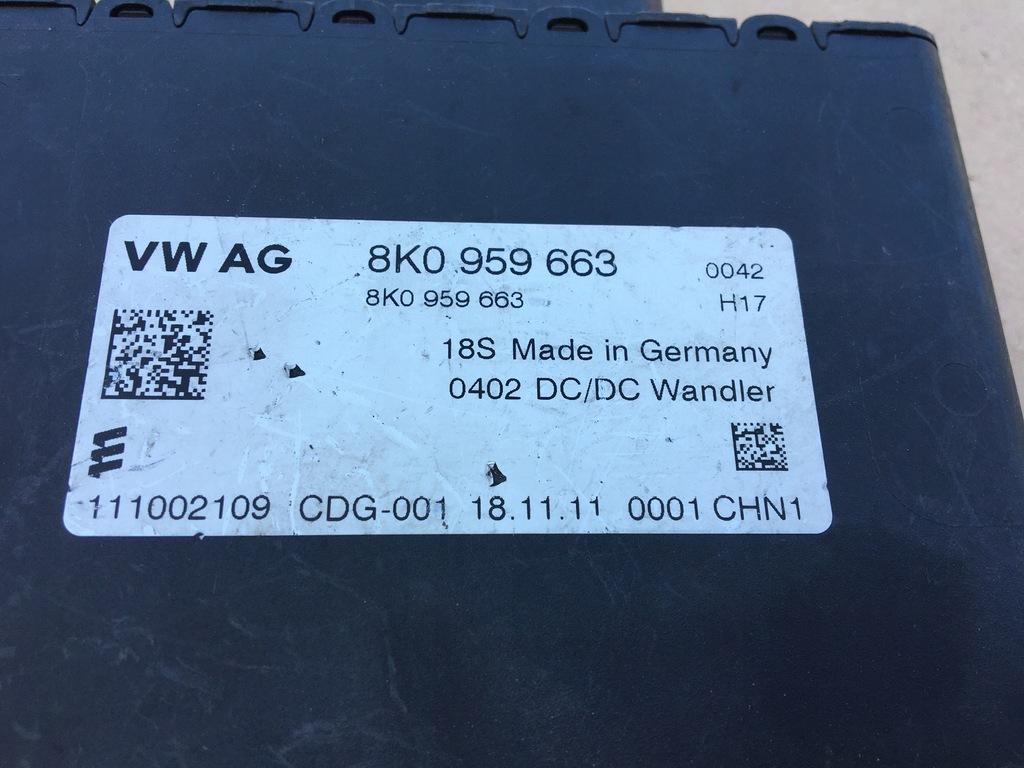 VW AG 8K0 959 663 0042
8K0 959 663 H17
18S Made in Germany
0402 DC/DC Wandler
m
111002109 CDG-001 18.11.11 0001 CHN1